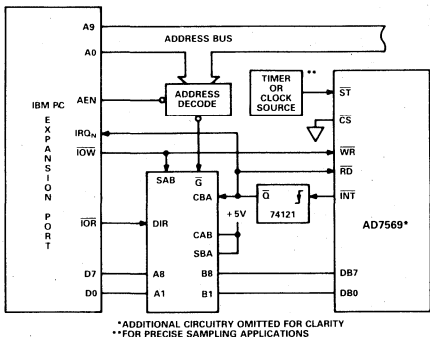 A9
A0
ADDRESS BUS
AEN
ADDRESS
DECODE
TIMER
OR
CLOCK
SOURCE
**
IBM PC
EXPANSION
PORT
IRQN
IOW
IOR
D7
D0
SAB
G
CBA
DIR
+5V
CAB
SBA
A8
A1
B8
B1
Q
74121
ST
CS
WR
RD
INT
AD7569*
DB7
DB0
*ADDITIONAL CIRCUITRY OMITTED FOR CLARITY
**FOR PRECISE SAMPLING APPLICATIONS